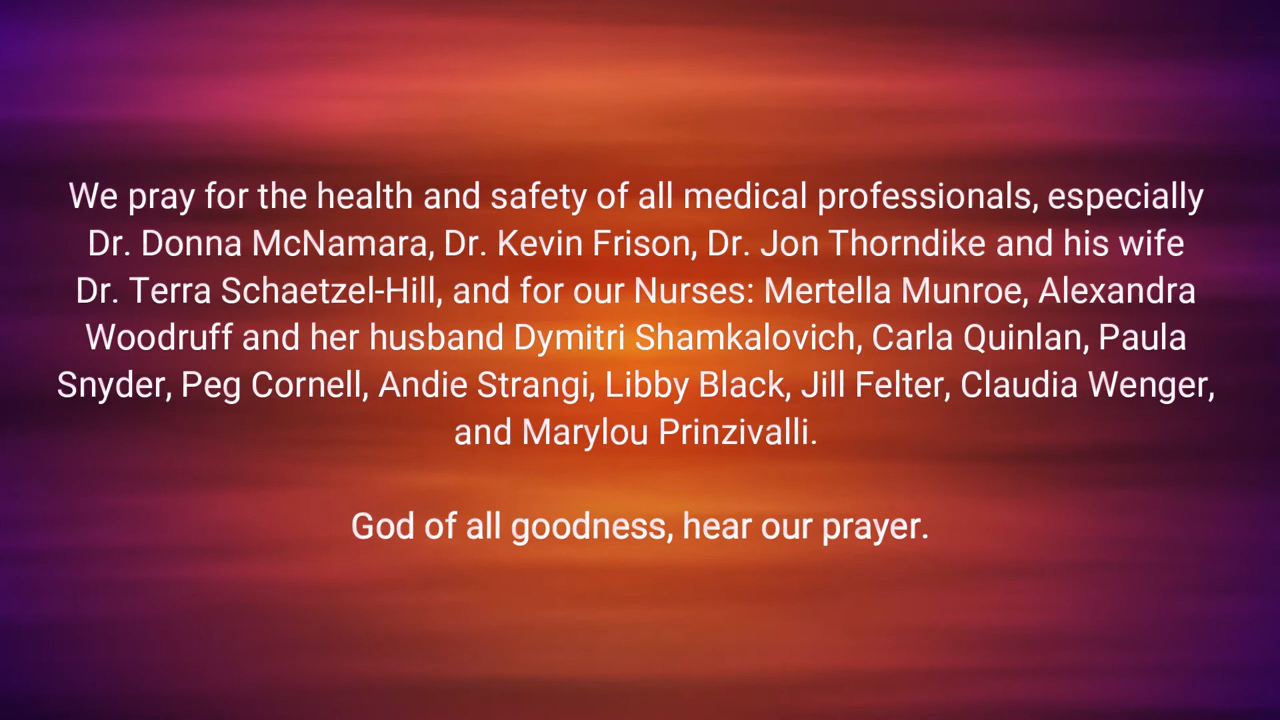 We pray for the health and safety of all medical professionals, especially
Dr. Donna McNamara, Dr. Kevin Frison, Dr. Jon Thorndike and his wife
Dr. Terra Schaetzel-Hill, and for our Nurses: Mertella Munroe, Alexandra
Woodruff and her husband Dymitri Shamkalovich, Carla Quinlan, Paula
Snyder, Peg Cornell, Andie Strangi, Libby Black, Jill Felter, Claudia Wenger,
and Marylou Prinzivalli.
God of all goodness, hear our prayer.